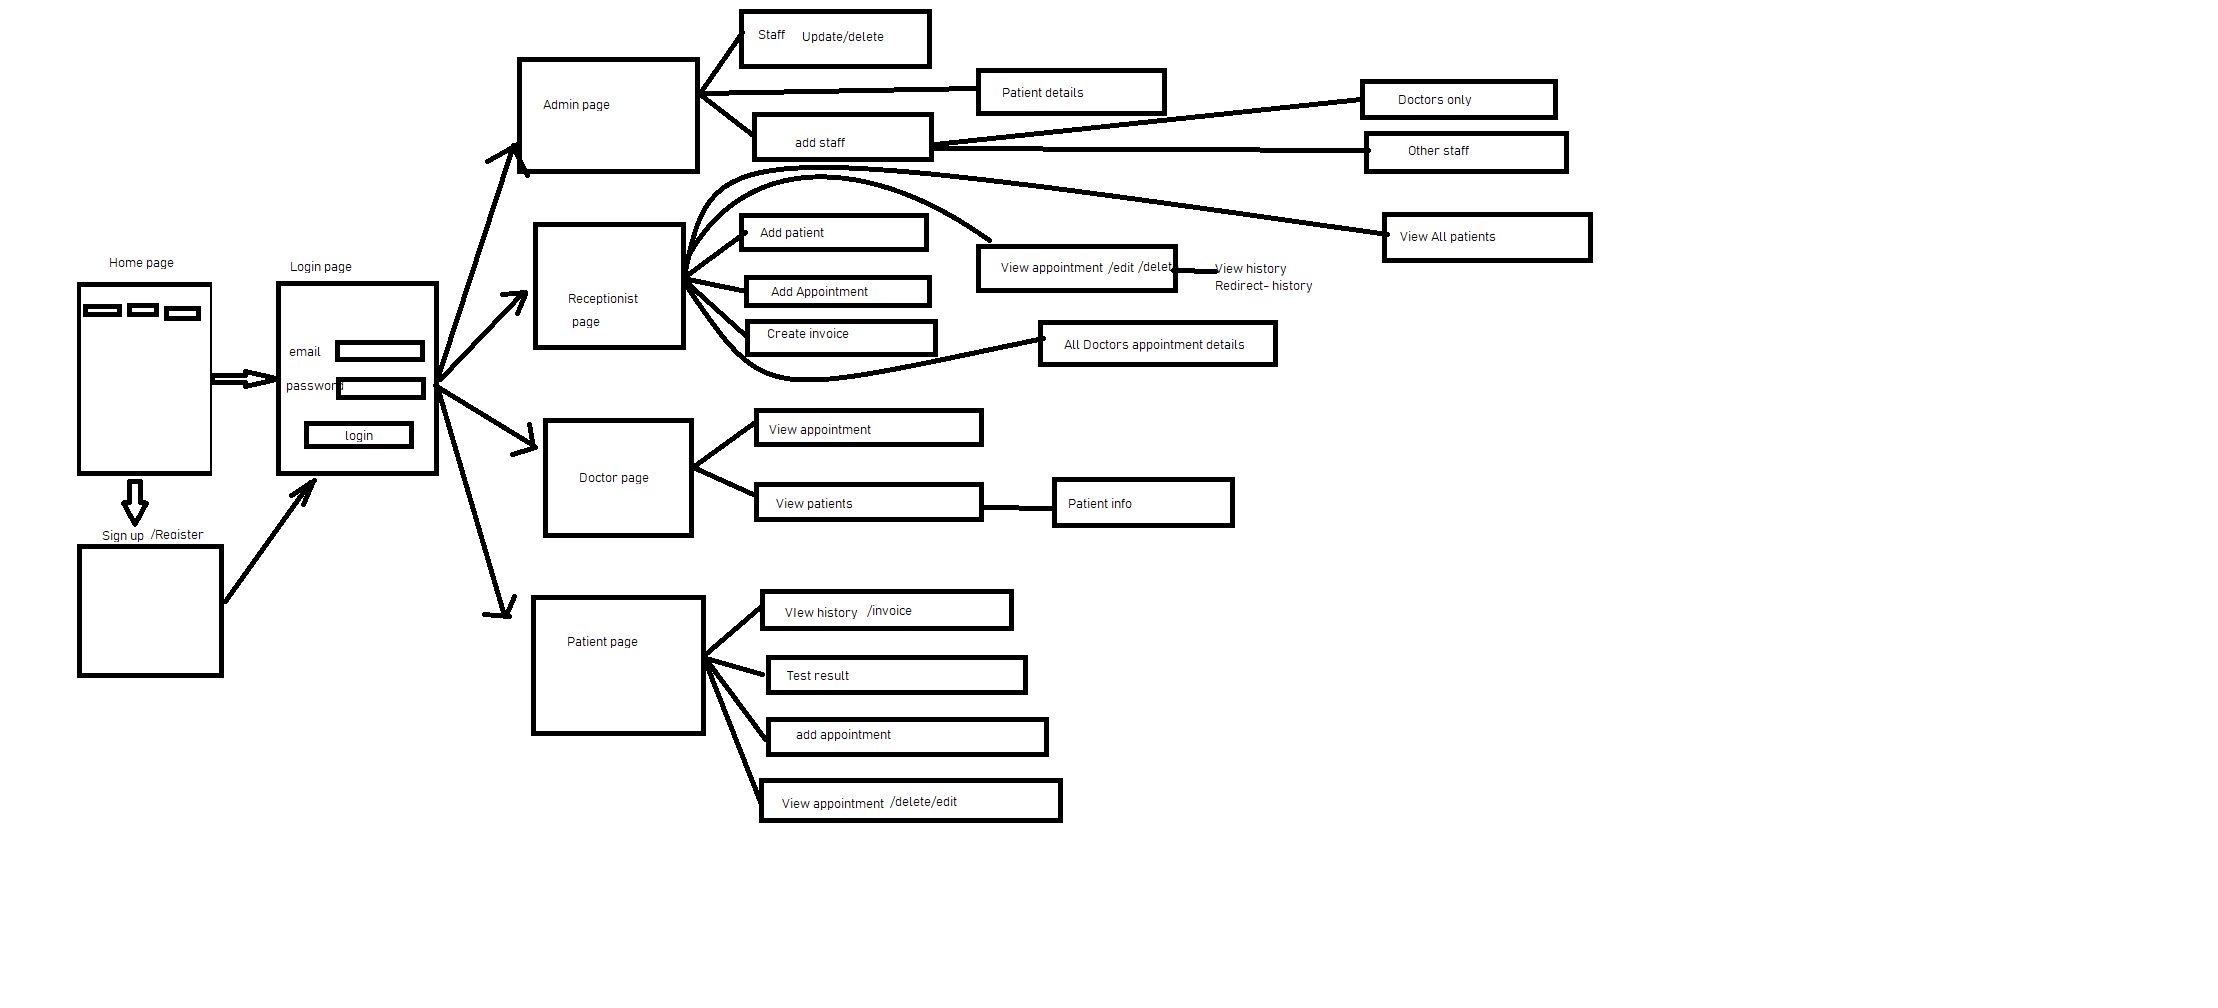 Home page
Sign up /Register
Login page
email
password
login
Admin page
Staff Update/delete
Patient details
add staff
Doctors only
Other staff
Receptionist
page
Add patient
Add Appointment
Create invoice
View appointment /edit /delet
View history
Redirect- history
View All patients
All Doctors appointment details
Doctor page
View appointment
View patients
Patient info
Patient page
VIew history /invoice
Test result
add appointment
View appointment /delete/edit